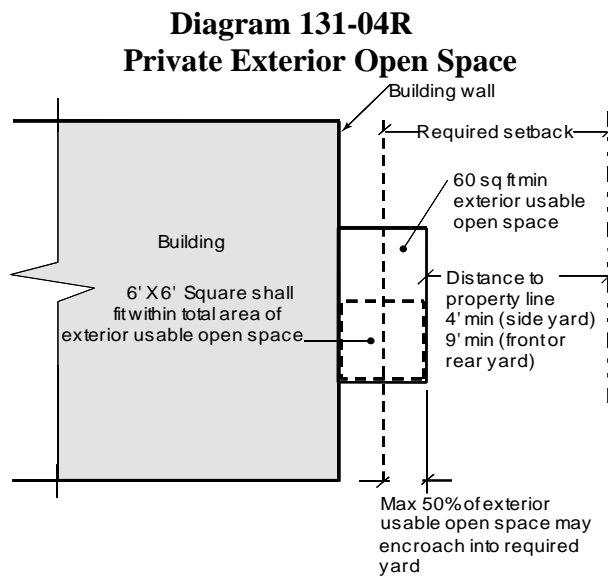 Diagram 131-04R
Private Exterior Open Space
Building wall
Required setback
60 sq ft min
exterior usable
open space
Building
6' X 6' Square shall
fit within total area of
exterior usable open space
Distance to
property line
4' min (side yard)
9' min (front or
rear yard)
Max 50% of exterior
usable open space may
encroach into required
yard